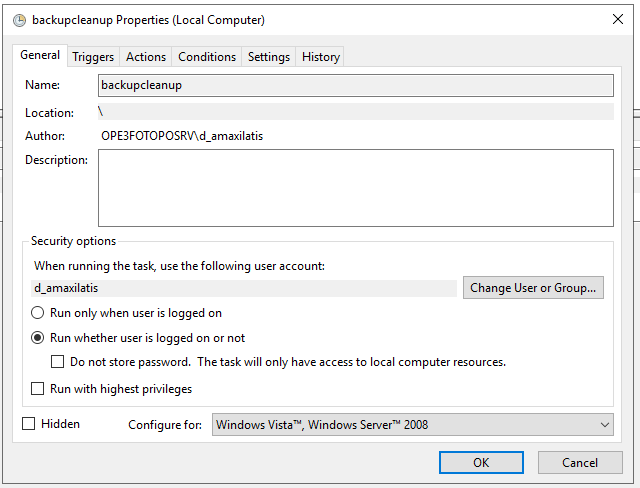 backupcleanup Properties (Local Computer)
General Triggers Actions Conditions Settings History
Name: backupcleanup
Location: \
Author: OPE3FOTOPOSRV\d_amaxilatis
Description:
Security options
When running the task, use the following user account:
d_amaxilatis Change User or Group...
Run only when user is logged on
Run whether user is logged on or not
Do not store password. The task will only have access to local computer resources.
Run with highest privileges
Hidden Configure for: Windows Vista™, Windows Server™ 2008
OK Cancel